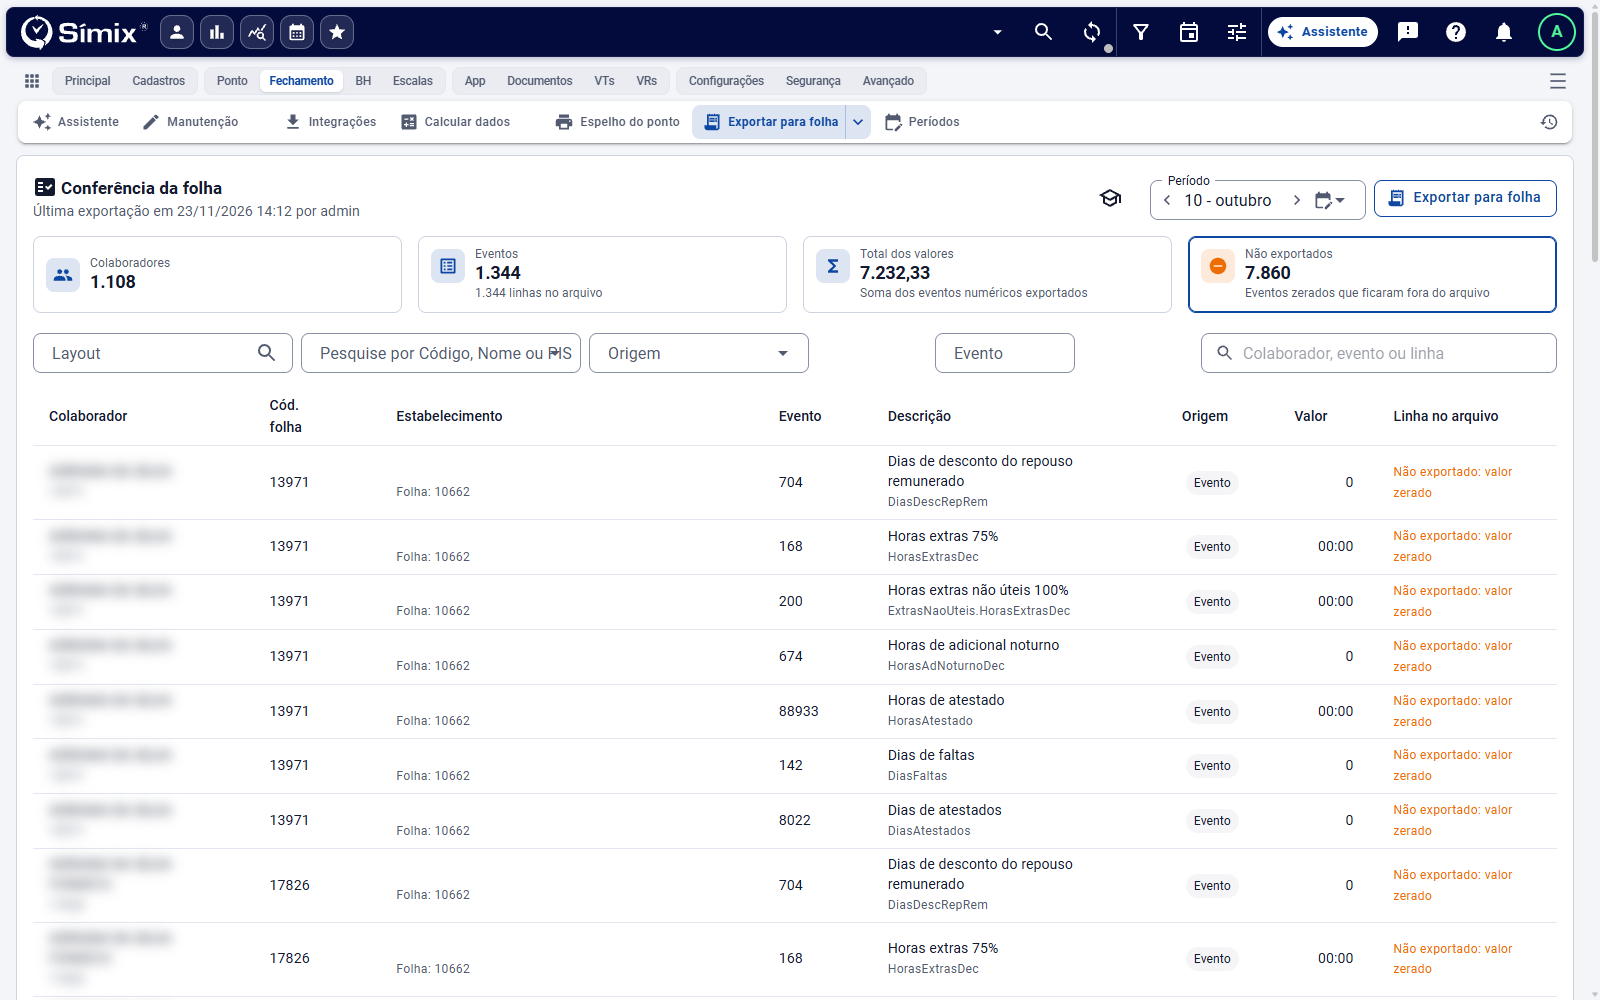 Símix®
Assistente
A
Principal Cadastros Ponto Fechamento BH Escalas App Documentos VTs VRs Configurações Segurança Avançado
Assistente Manutenção Integrações Calcular dados Espelho do ponto Exportar para folha Períodos
Conferência da folha
Última exportação em 23/11/2026 14:12 por admin
Período
10 - outubro
Exportar para folha
Colaboradores
1.108
Eventos
1.344
1.344 linhas no arquivo
Total dos valores
7.232,33
Soma dos eventos numéricos exportados
Não exportados
7.860
Eventos zerados que ficaram fora do arquivo
Layout
Pesquise por Código, Nome ou PIS
Origem
Evento
Colaborador, evento ou linha
Colaborador Cód. folha Estabelecimento Evento Descrição Origem Valor Linha no arquivo
13971 Folha: 10662 704 Dias de desconto do repouso remunerado DiasDescRepRem Evento 0 Não exportado: valor zerado
13971 Folha: 10662 168 Horas extras 75% HorasExtrasDec Evento 00:00 Não exportado: valor zerado
13971 Folha: 10662 200 Horas extras não úteis 100% ExtrasNaoUteis.HorasExtrasDec Evento 00:00 Não exportado: valor zerado
13971 Folha: 10662 674 Horas de adicional noturno HorasAdNoturnoDec Evento 0 Não exportado: valor zerado
13971 Folha: 10662 88933 Horas de atestado HorasAtestado Evento 00:00 Não exportado: valor zerado
13971 Folha: 10662 142 Dias de faltas DiasFaltas Evento 0 Não exportado: valor zerado
13971 Folha: 10662 8022 Dias de atestados DiasAtestados Evento 0 Não exportado: valor zerado
17826 Folha: 10662 704 Dias de desconto do repouso remunerado DiasDescRepRem Evento 0 Não exportado: valor zerado
17826 Folha: 10662 168 Horas extras 75% HorasExtrasDec Evento 00:00 Não exportado: valor zerado